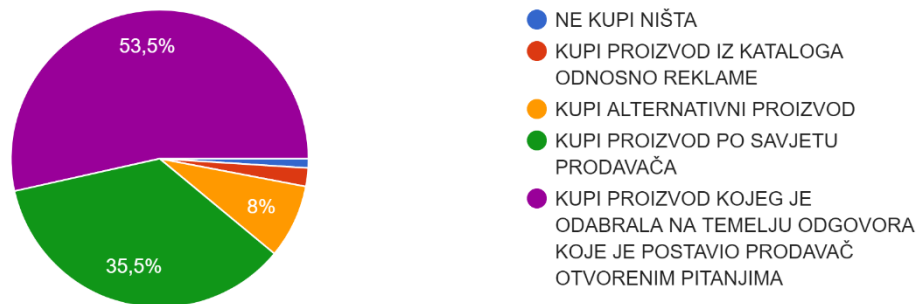 53,5%
8%
35,5%
NE KUPI NIŠTA
KUPI PROIZVOD IZ KATALOGA
ODNOSNO REKLAME
KUPI ALTERNATIVNI PROIZVOD
KUPI PROIZVOD PO SAVJETU
PRODAVAČA
KUPI PROIZVOD KOJEG JE
ODABRALA NA TEMELJU ODGOVORA
KOJE JE POSTAVIO PRODAVAČ
OTVORENIM PITANJIMA